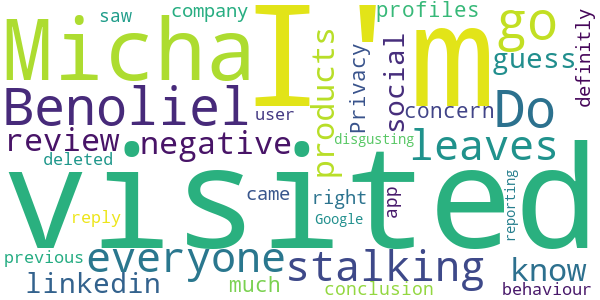 saw company profiles
Micha I'm go
guess definitly
Benoliel products Privacy social concern Do
user
review negative disgusting leaves
deleted
visited
came right app
reply Google reporting
previous everyone stalking know
linkedin much conclusion behaviour